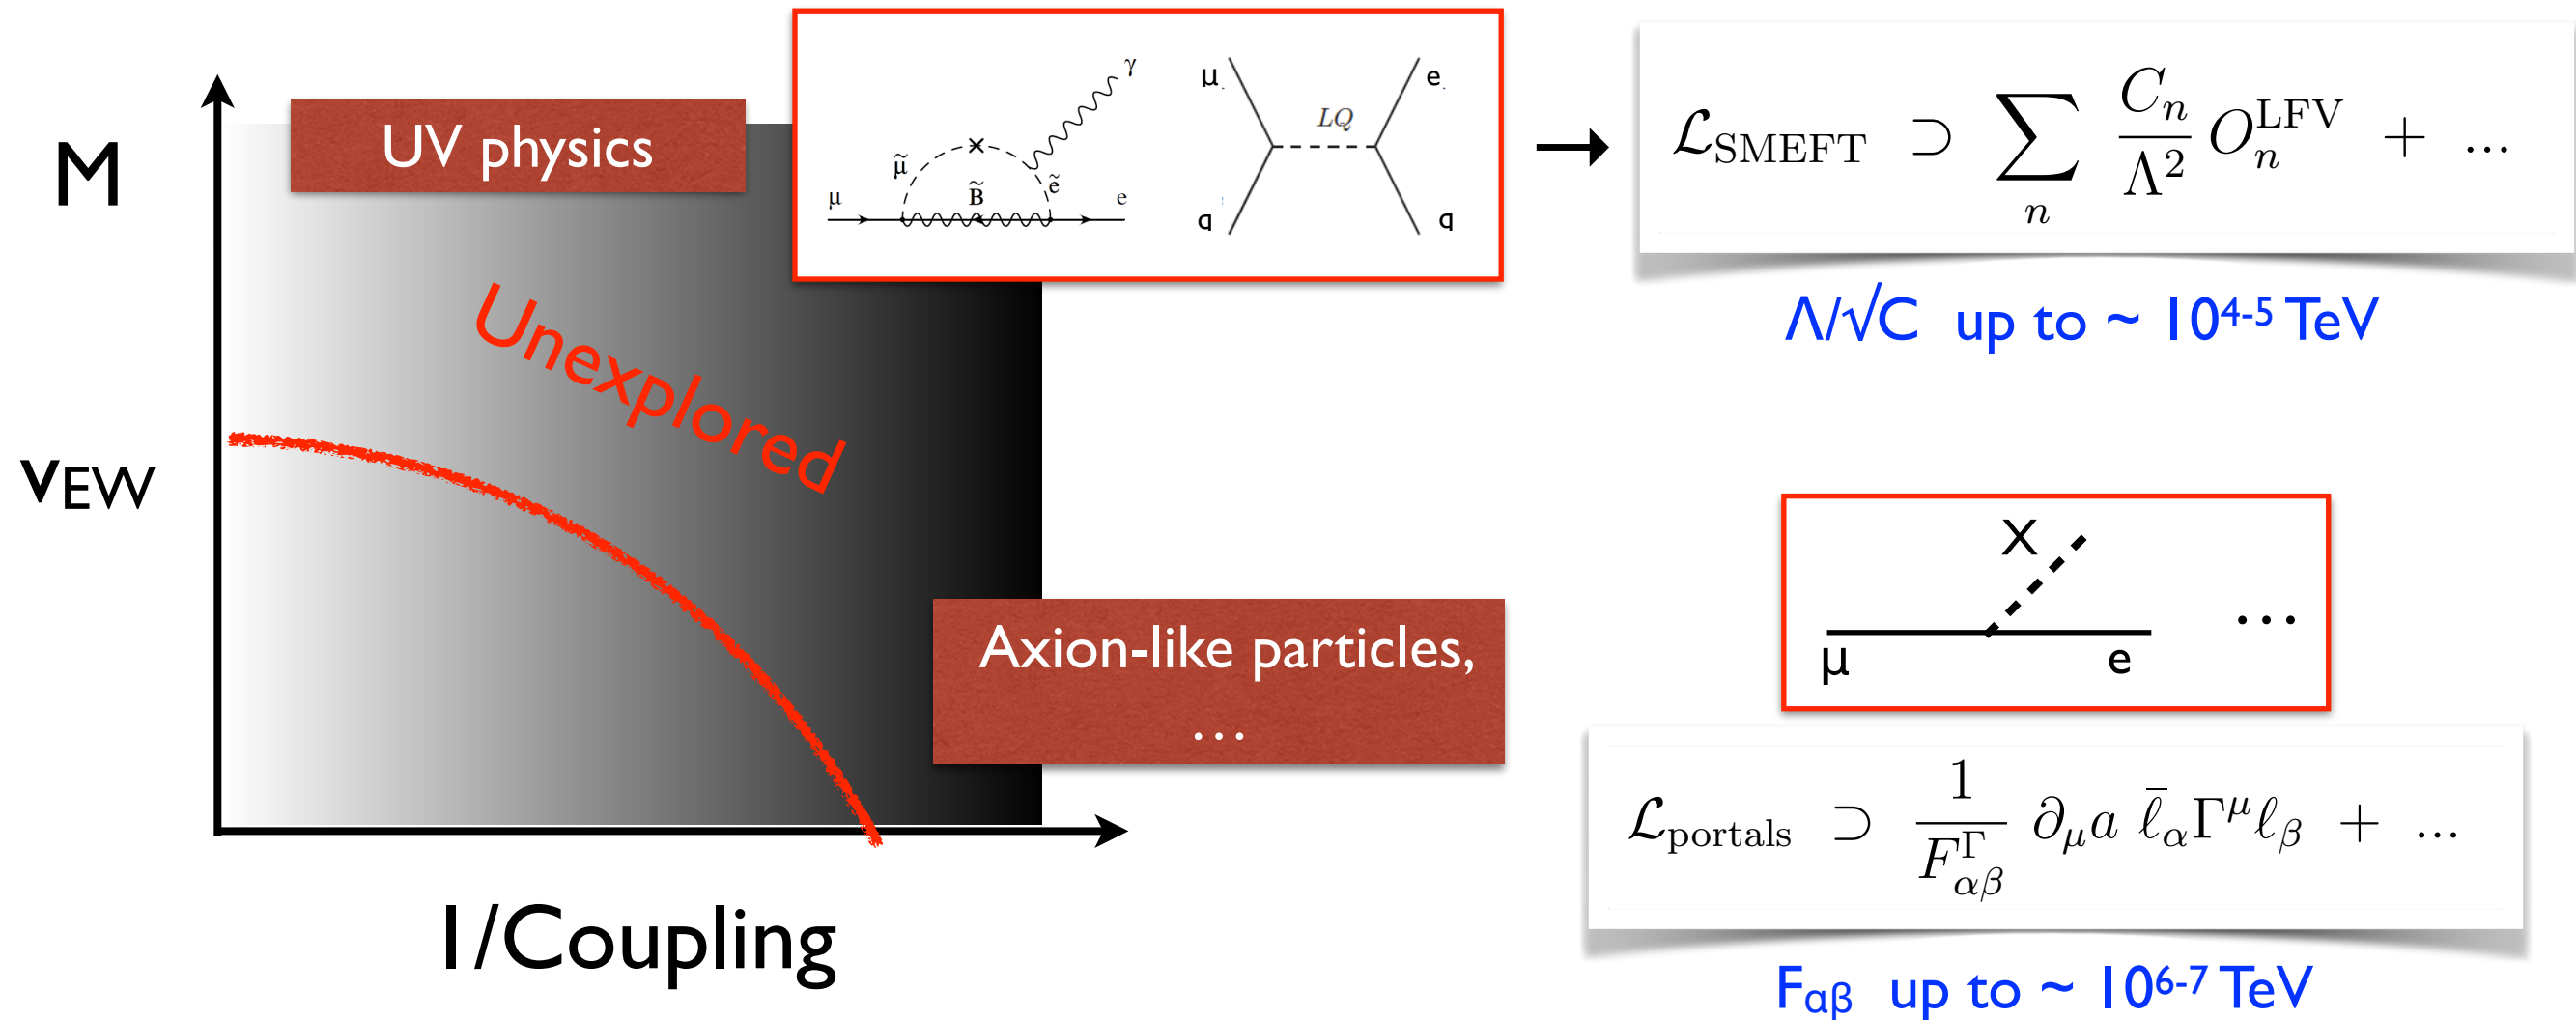 M
vEW
1/Coupling
UV physics
Unexplored
Axion-like particles,
…
μ
μ̃
B̃
ẽ
e
γ
μ
q
LQ
e
q
→
ℒSMEFT ⊃ ∑n Cn/Λ² OnLFV + ...
Λ/√C up to ~ 10⁴⁻⁵ TeV
X
μ
e
…
ℒportals ⊃ 1/FΓαβ ∂μa ℓ̄αΓμℓβ + ...
Fαβ up to ~ 10⁶⁻⁷ TeV